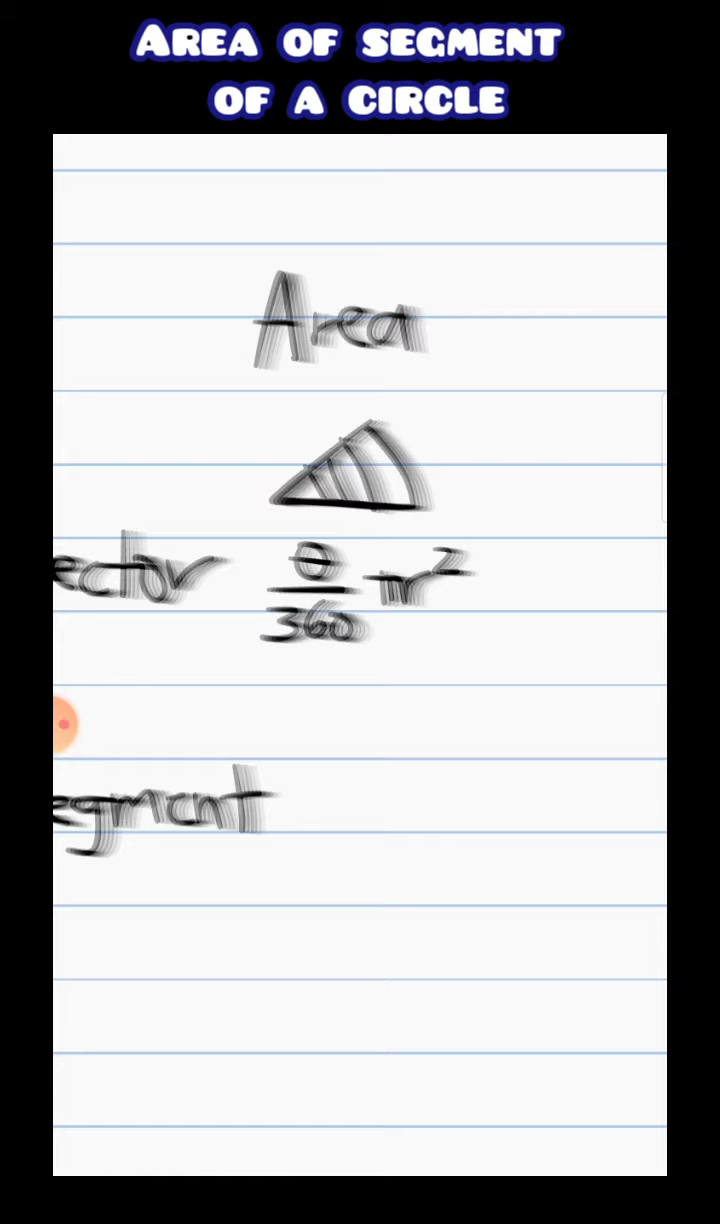 AREA OF SEGMENT
OF A CIRCLE
Area
ector θ/360 πr²
egment